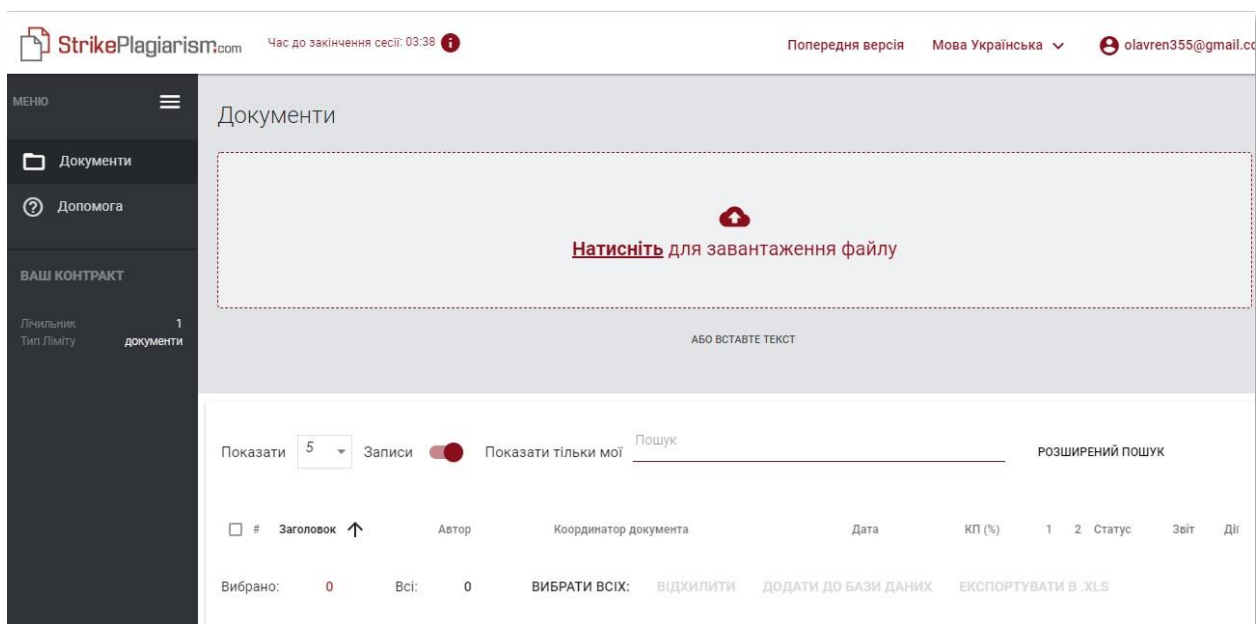 StrikePlagiarism.com Час до закінчення сесії: 03:38 Попередня версія Мова Українська olavren355@gmail.co
МЕНЮ
Документи
Документи
Допомога
Натисніть для завантаження файлу
ВАШ КОНТРАКТ
Лічильник 1
Тип Ліміту документи
АБО ВСТАВТЕ ТЕКСТ
Показати 5 Записи Показати тільки мої Пошук РОЗШИРЕНИЙ ПОШУК
# Заголовок Автор Координатор документа Дата КП (%) 1 2 Статус Звіт Дії
Вибрано: 0 Всі: 0 ВИБРАТИ ВСІХ: ВІДХИЛИТИ ДОДАТИ ДО БАЗИ ДАНИХ ЕКСПОРТУВАТИ В .XLS